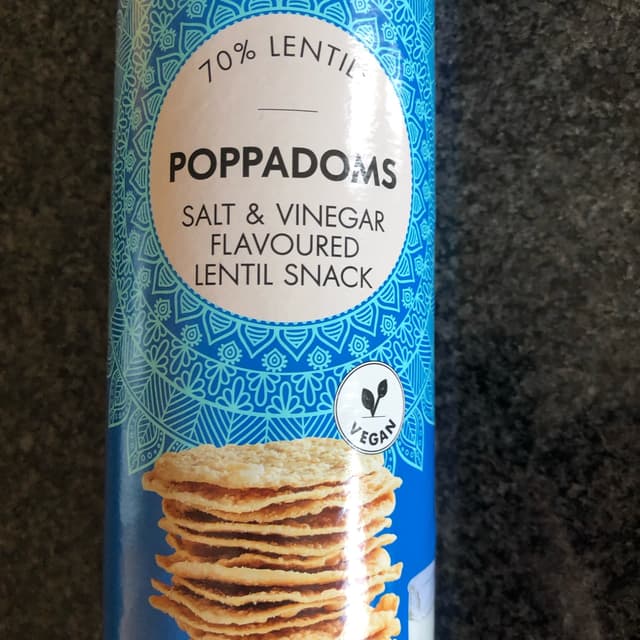 70% LENTIL*
POPPADOMS
SALT & VINEGAR
FLAVOURED
LENTIL SNACK
VEGAN